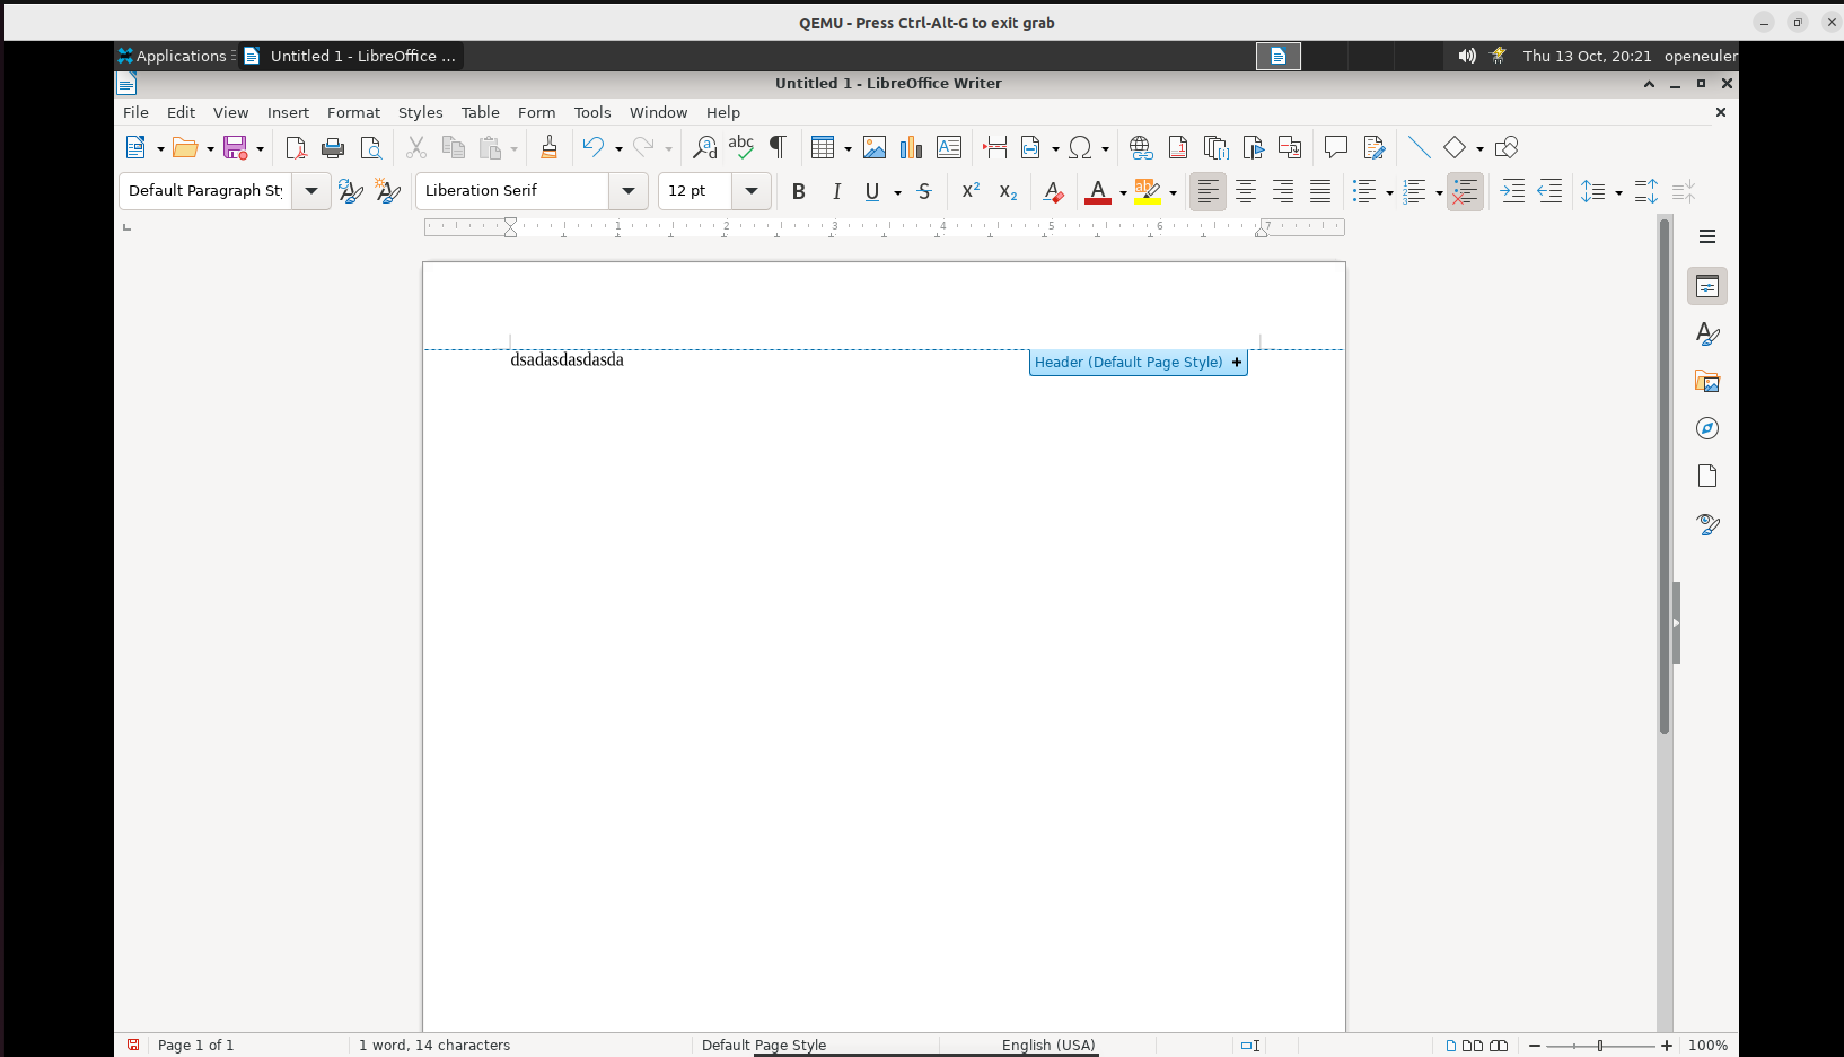 QEMU - Press Ctrl-Alt-G to exit grab
Applications Untitled 1 - LibreOffice ... Thu 13 Oct, 20:21 openeuler
Untitled 1 - LibreOffice Writer
File Edit View Insert Format Styles Table Form Tools Window Help
Default Paragraph St Liberation Serif 12 pt
1 2 3 4 5 6 7
dsadasdasdasda
Header (Default Page Style) +
Page 1 of 1 1 word, 14 characters Default Page Style English (USA) 100%